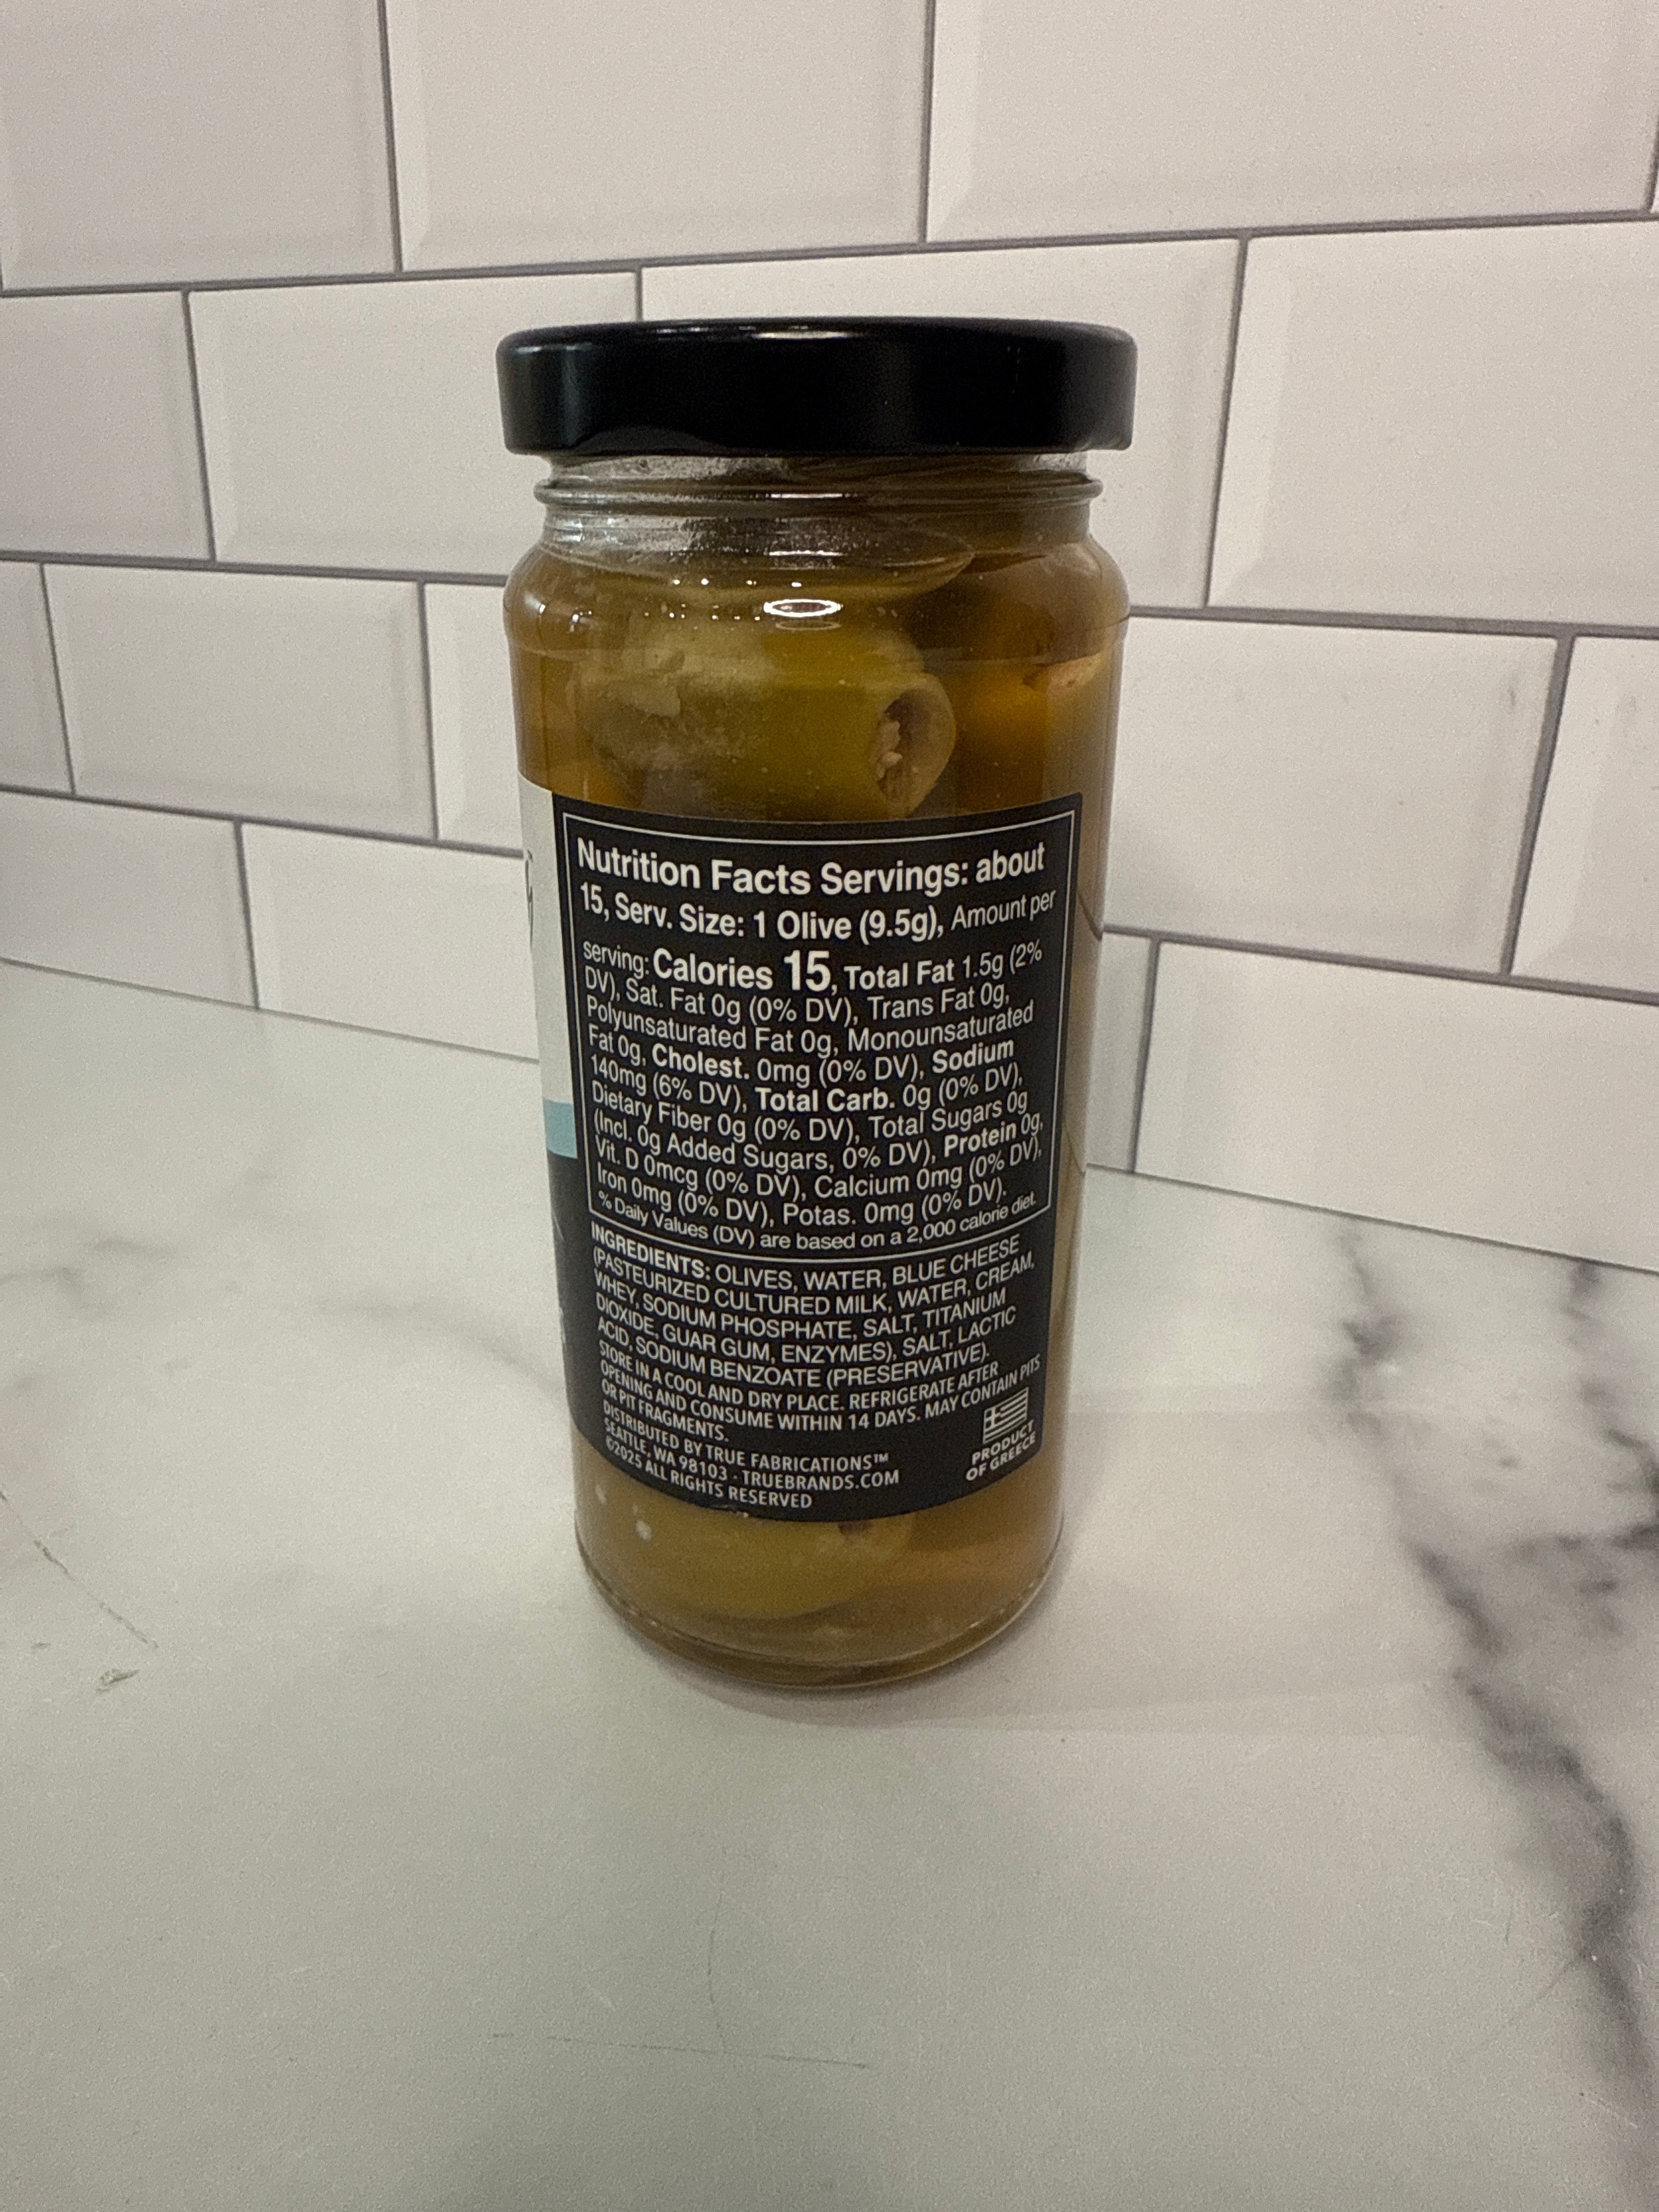 Nutrition Facts Servings: about
15, Serv. Size: 1 Olive (9.5g), Amount per
serving: Calories 15, Total Fat 1.5g (2%
DV), Sat. Fat 0g (0% DV), Trans Fat 0g,
Polyunsaturated Fat 0g, Monounsaturated
Fat 0g, Cholest. 0mg (0% DV), Sodium
140mg (6% DV), Total Carb. 0g (0% DV),
Dietary Fiber 0g (0% DV), Total Sugars 0g
(Incl. 0g Added Sugars, 0% DV), Protein 0g,
Vit. D 0mcg (0% DV), Calcium 0mg (0% DV),
Iron 0mg (0% DV), Potas. 0mg (0% DV).
% Daily Values (DV) are based on a 2,000 calorie diet.
INGREDIENTS: OLIVES, WATER, BLUE CHEESE
(PASTEURIZED CULTURED MILK, WATER, CREAM,
WHEY, SODIUM PHOSPHATE, SALT, TITANIUM
DIOXIDE, GUAR GUM, ENZYMES), SALT, LACTIC
ACID, SODIUM BENZOATE (PRESERVATIVE).
STORE IN A COOL AND DRY PLACE. REFRIGERATE AFTER
OPENING AND CONSUME WITHIN 14 DAYS. MAY CONTAIN PITS
OR PIT FRAGMENTS.
DISTRIBUTED BY TRUE FABRICATIONS™
SEATTLE, WA 98103 · TRUEBRANDS.COM
©2025 ALL RIGHTS RESERVED
PRODUCT
OF GREECE